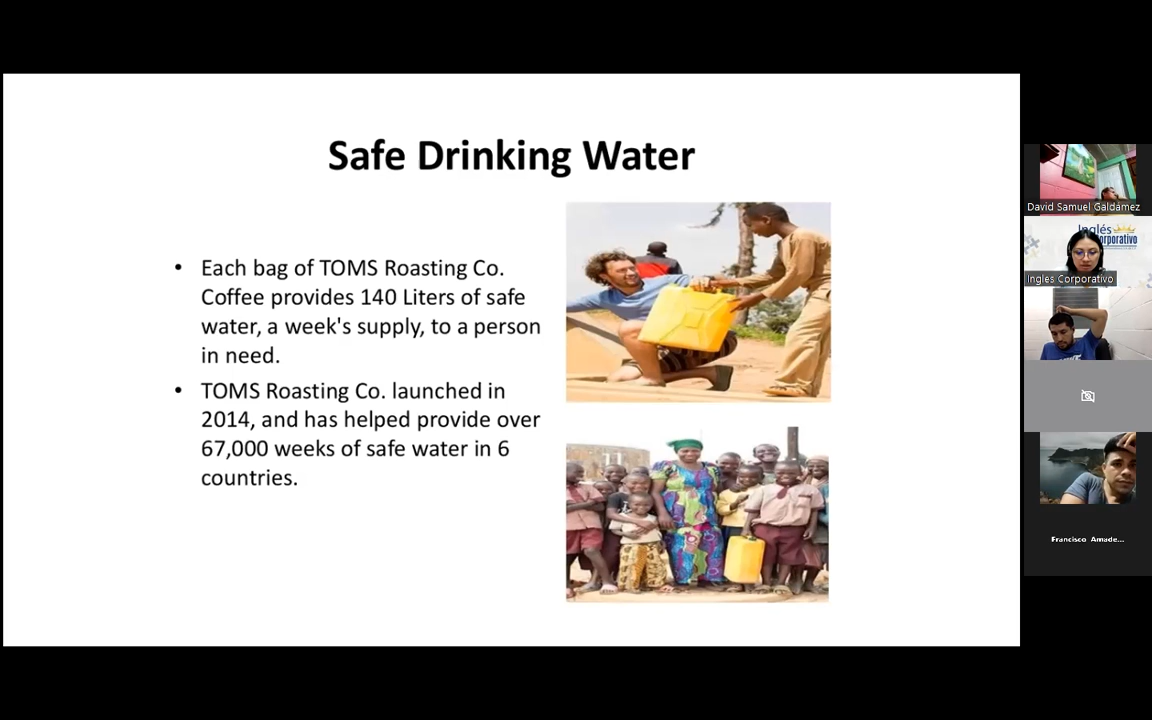 Safe Drinking Water
• Each bag of TOMS Roasting Co.
Coffee provides 140 Liters of safe
water, a week's supply, to a person
in need.
• TOMS Roasting Co. launched in
2014, and has helped provide over
67,000 weeks of safe water in 6
countries.
David Samuel Galdámez
Inglés
Corporativo
Ingles Corporativo
Francisco Amade...